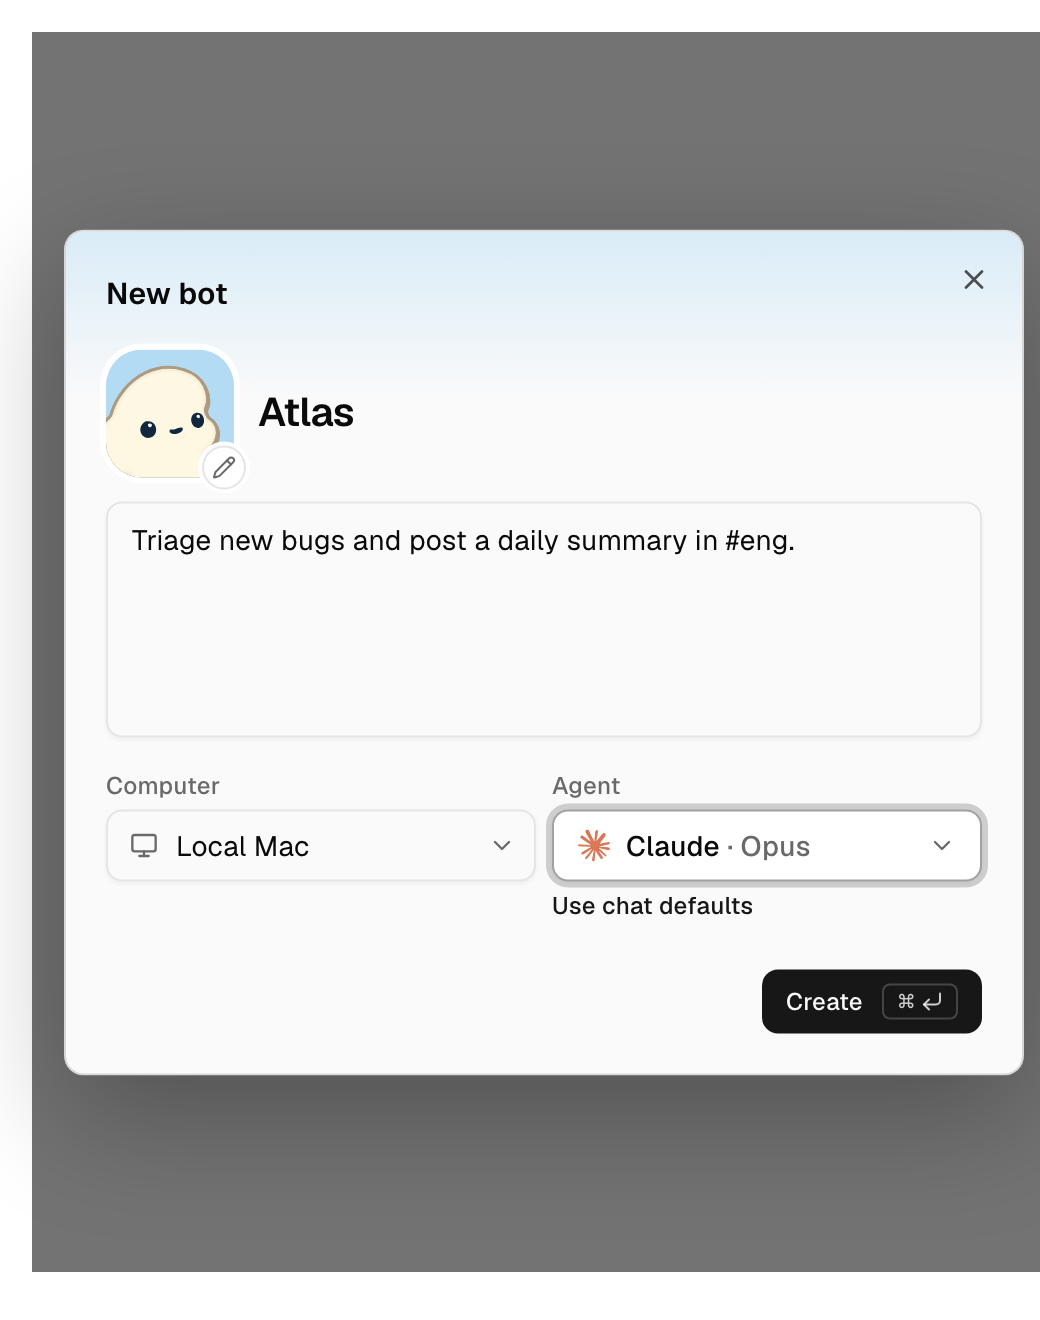 New bot
Atlas
Triage new bugs and post a daily summary in #eng.
Computer
Agent
Local Mac
Claude · Opus
Use chat defaults
Create ⌘ ↵